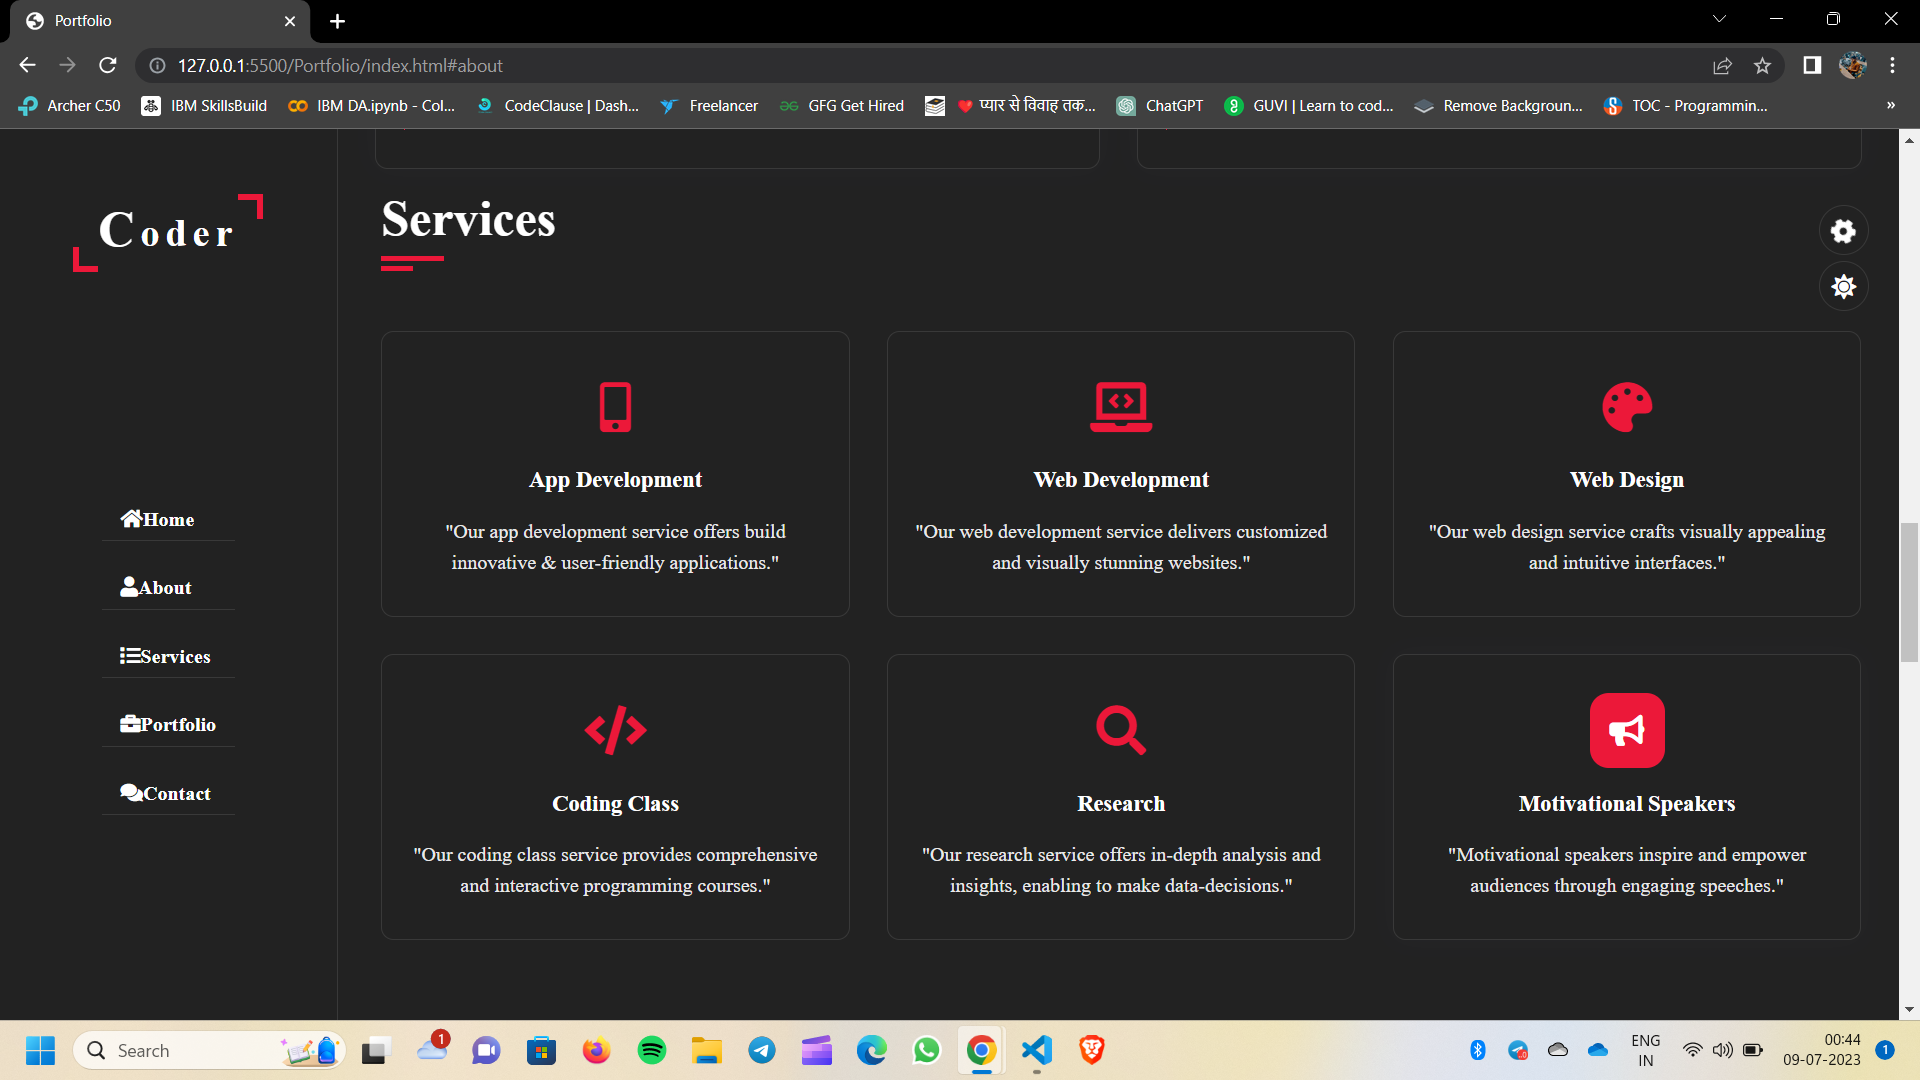 Portfolio
127.0.0.1:5500/Portfolio/index.html#about
Archer C50
IBM SkillsBuild
IBM DA.ipynb - Col...
CodeClause | Dash...
Freelancer
GFG Get Hired
प्यार से विवाह तक...
ChatGPT
GUVI | Learn to cod...
Remove Backgroun...
TOC - Programmin...
»
Coder
Home
About
Services
Portfolio
Contact
Services
App Development
"Our app development service offers build
innovative & user-friendly applications."
Web Development
"Our web development service delivers customized
and visually stunning websites."
Web Design
"Our web design service crafts visually appealing
and intuitive interfaces."
Coding Class
"Our coding class service provides comprehensive
and interactive programming courses."
Research
"Our research service offers in-depth analysis and
insights, enabling to make data-decisions."
Motivational Speakers
"Motivational speakers inspire and empower
audiences through engaging speeches."
Search
1
ENG
IN
00:44
09-07-2023
1